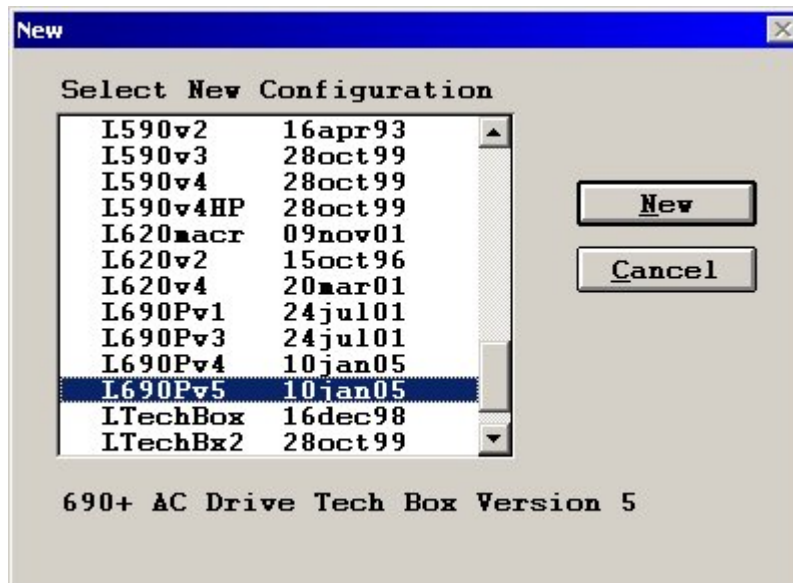 New
Select New Configuration
L590v2 16apr93
L590v3 28oct99
L590v4 28oct99
L590v4HP 28oct99
L620macr 09nov01
L620v2 15oct96
L620v4 20mar01
L690Pv1 24jul01
L690Pv3 24jul01
L690Pv4 10jan05
L690Pv5 10jan05
LTechBox 16dec98
LTechBx2 28oct99
New
Cancel
690+ AC Drive Tech Box Version 5